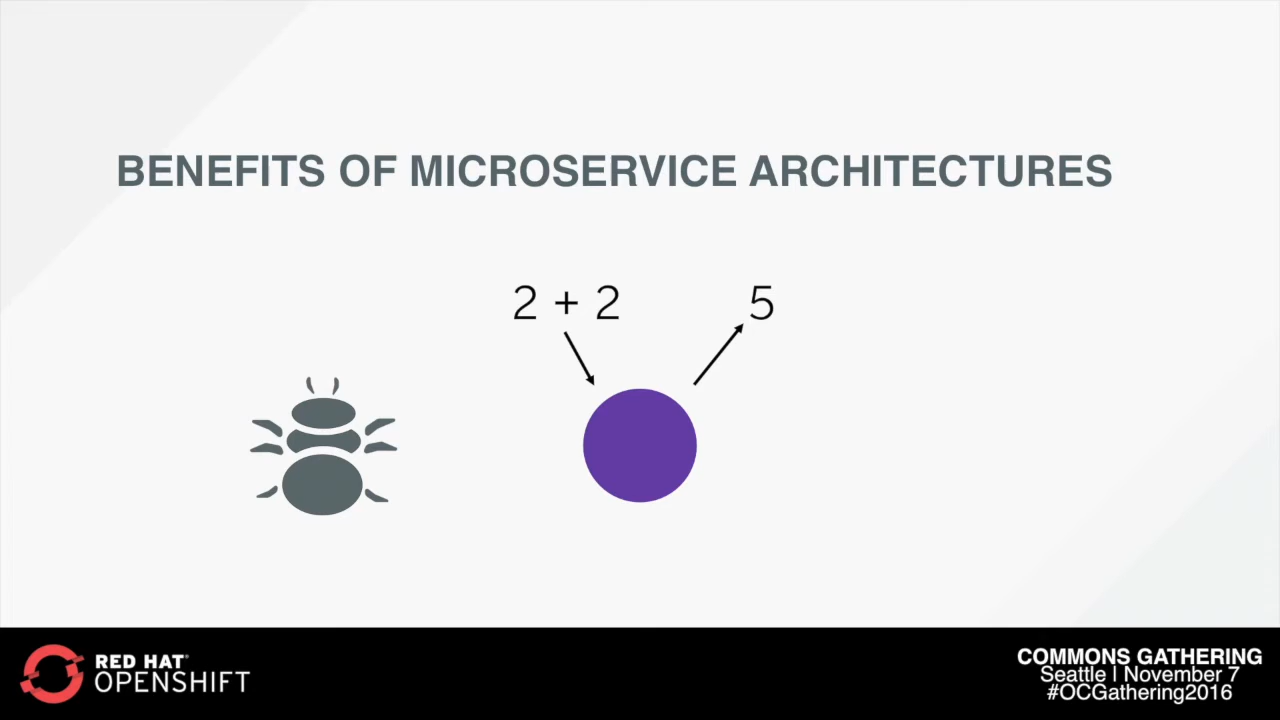 BENEFITS OF MICROSERVICE ARCHITECTURES
2 + 2
5
RED HAT®
OPENSHIFT
COMMONS GATHERING
Seattle | November 7
#OCGathering2016